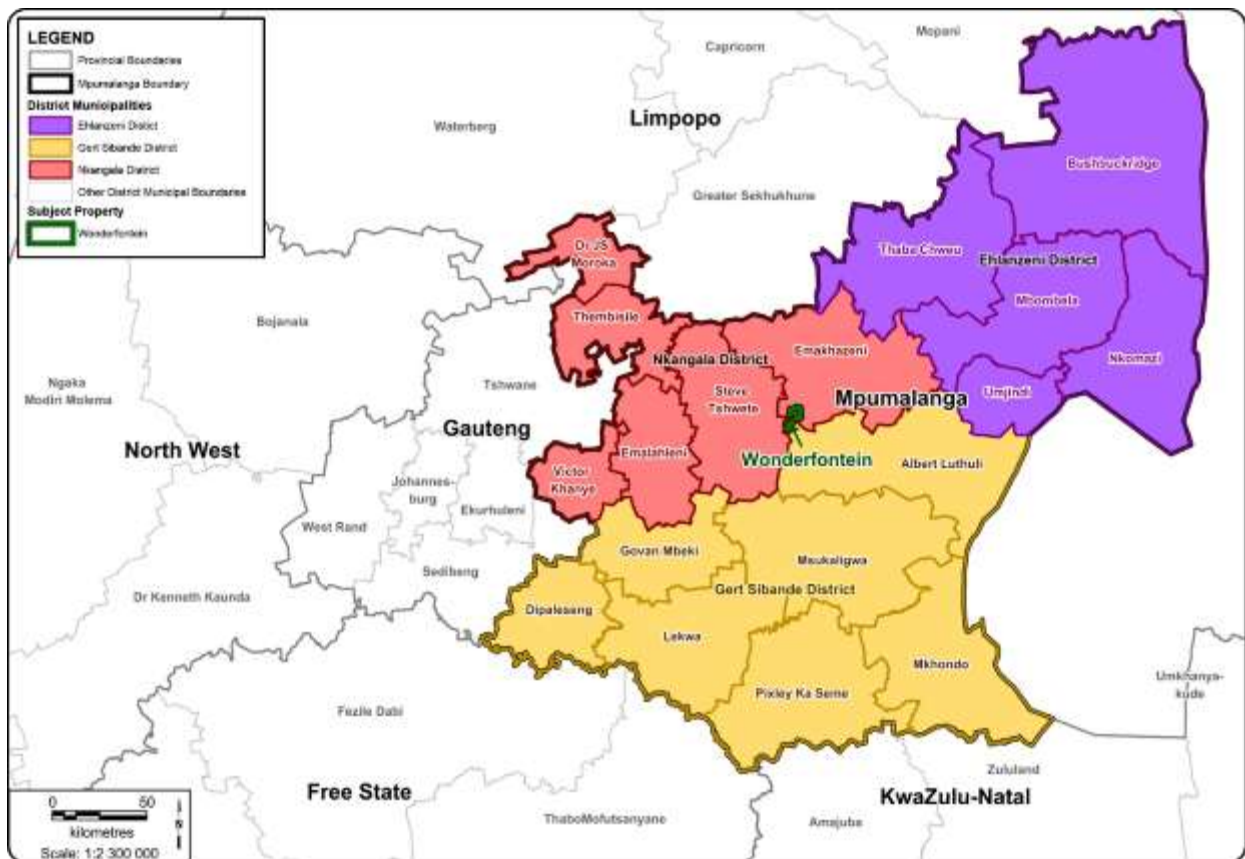 LEGEND
Provincial Boundaries
Mpumalanga Boundary
District Municipalities
Ehlanzeni District
Gert Sibande District
Nkangala District
Other District Municipal Boundaries
Subject Property
Wonderfontein
Capricorn
Mopani
Waterberg
Limpopo
Greater Sekhukhune
Bushbuckridge
Dr JS
Moroka
Thaba Chweu
Ehlanzeni District
Mbombela
Nkomazi
Umjindi
Bojanala
Thembisile
Nkangala District
Emakhazeni
Steve
Tshwete
Mpumalanga
Tshwane
Ngaka
Modiri Molema
North West
Gauteng
Emalahleni
Wonderfontein
Albert Luthuli
Victor
Khanye
Johannes-
burg
Ekurhuleni
West Rand
Sedibeng
Govan Mbeki
Msukaligwa
Gert Sibande District
Dr Kenneth Kaunda
Dipaleseng
Lekwa
Mkhondo
Pixley Ka Seme
Umkhanya-
kude
Fezile Dabi
Zululand
Free State
KwaZulu-Natal
ThaboMofutsanyane
Amajuba
0 50
kilometres
N
Scale: 1:2 300 000